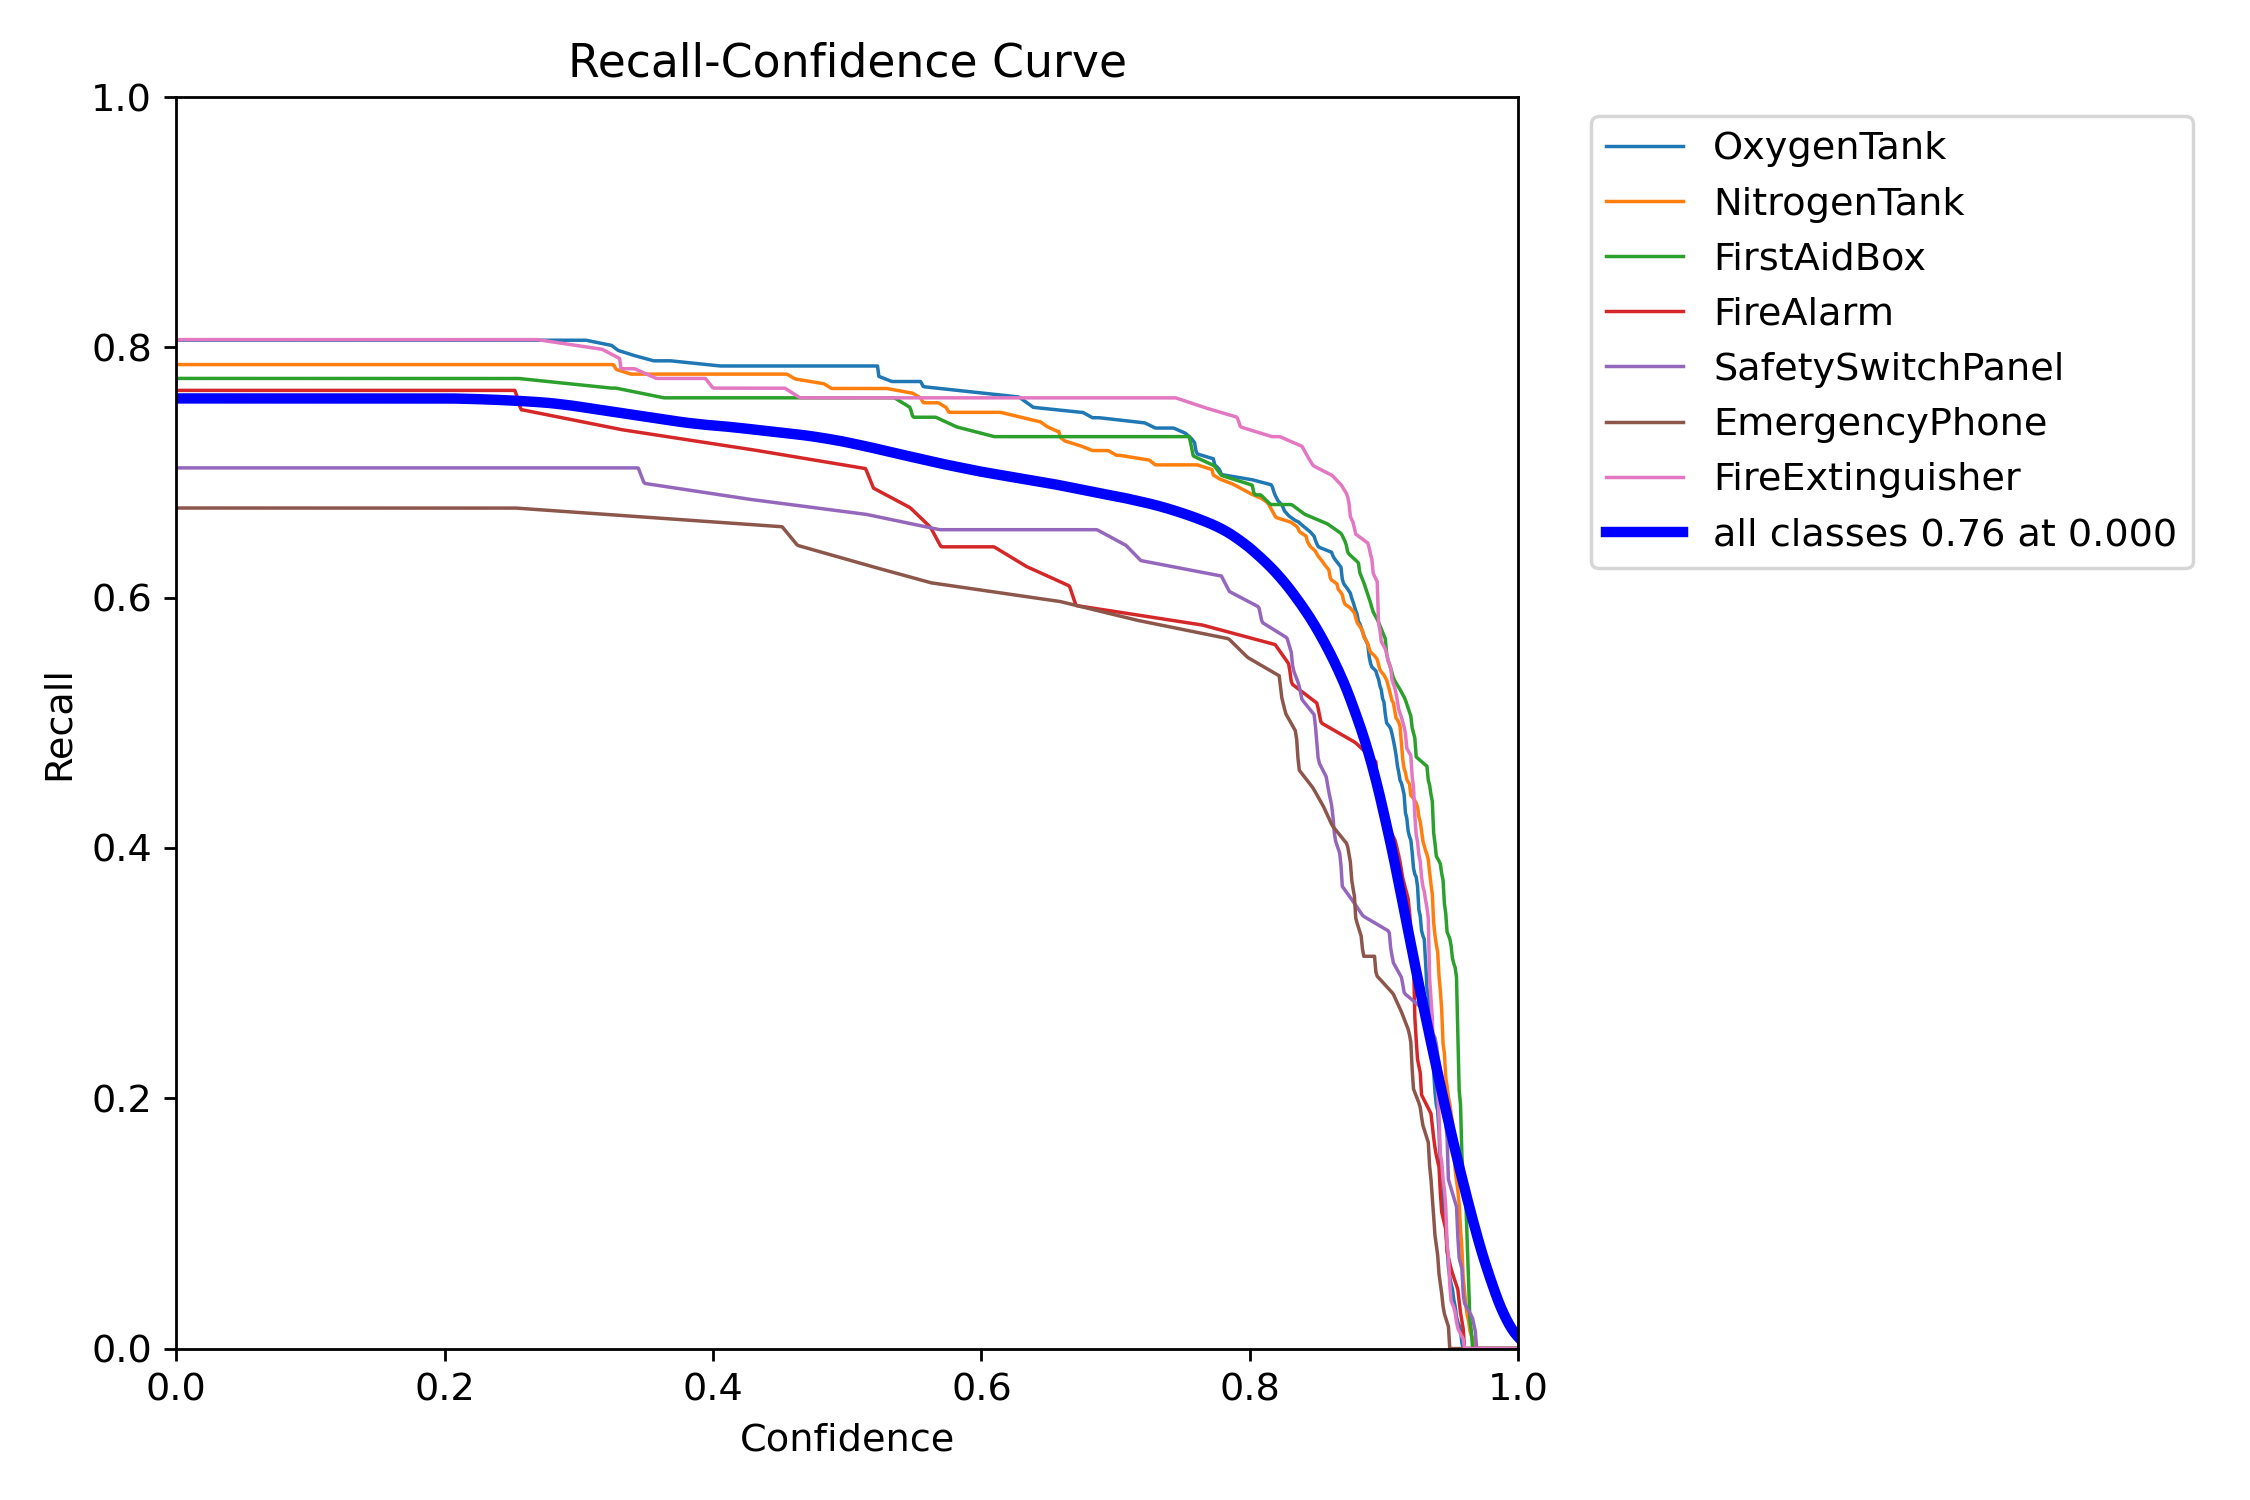 Recall-Confidence Curve
1.0
0.8
0.6
0.4
0.2
0.0
Recall
0.0 0.2 0.4 0.6 0.8 1.0
Confidence
OxygenTank
NitrogenTank
FirstAidBox
FireAlarm
SafetySwitchPanel
EmergencyPhone
FireExtinguisher
all classes 0.76 at 0.000